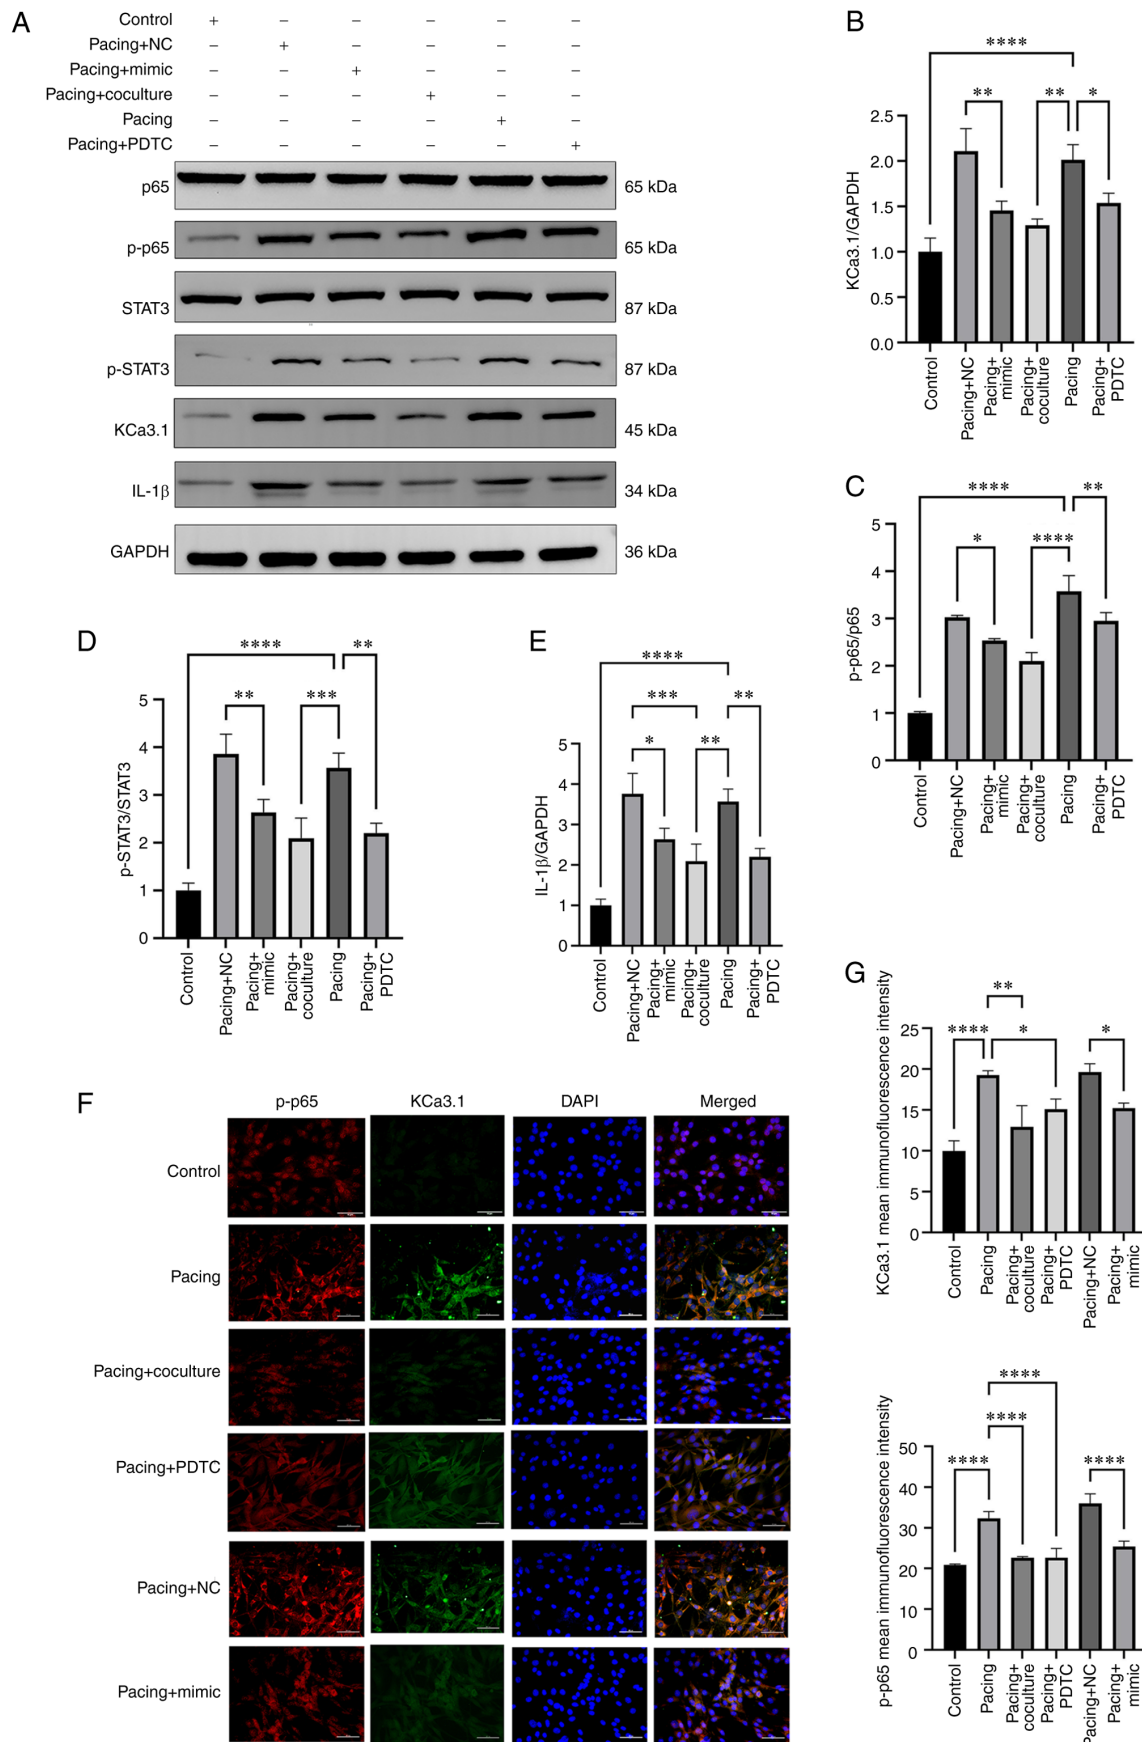 A
Control + − − − − −
Pacing+NC − + − − − −
Pacing+mimic − − + − − −
Pacing+coculture − − − + − −
Pacing − − − − + −
Pacing+PDTC − − − − − +
p65 65 kDa
p-p65 65 kDa
STAT3 87 kDa
p-STAT3 87 kDa
KCa3.1 45 kDa
IL-1β 34 kDa
GAPDH 36 kDa
B
****
** ** *
KCa3.1/GAPDH
2.5
2.0
1.5
1.0
0.5
0.0
Control
Pacing+NC
Pacing+
mimic
Pacing+
coculture
Pacing
Pacing+
PDTC
C
**** **
* ****
p-p65/p65
5
4
3
2
1
0
Control
Pacing+NC
Pacing+
mimic
Pacing+
coculture
Pacing
Pacing+
PDTC
D
**** **
** ***
p-STAT3/STAT3
5
4
3
2
1
0
Control
Pacing+NC
Pacing+
mimic
Pacing+
coculture
Pacing
Pacing+
PDTC
E
****
*** **
* **
IL-1β/GAPDH
5
4
3
2
1
0
Control
Pacing+NC
Pacing+
mimic
Pacing+
coculture
Pacing
Pacing+
PDTC
F
p-p65 KCa3.1 DAPI Merged
Control
Pacing
Pacing+coculture
Pacing+PDTC
Pacing+NC
Pacing+mimic
G
**
**** * *
KCa3.1 mean immunofluorescence intensity
25
20
15
10
5
0
Control
Pacing
Pacing+
coculture
Pacing+
PDTC
Pacing+NC
Pacing+
mimic
****
****
**** ****
p-p65 mean immunofluorescence intensity
50
40
30
20
10
0
Control
Pacing
Pacing+
coculture
Pacing+
PDTC
Pacing+NC
Pacing+
mimic